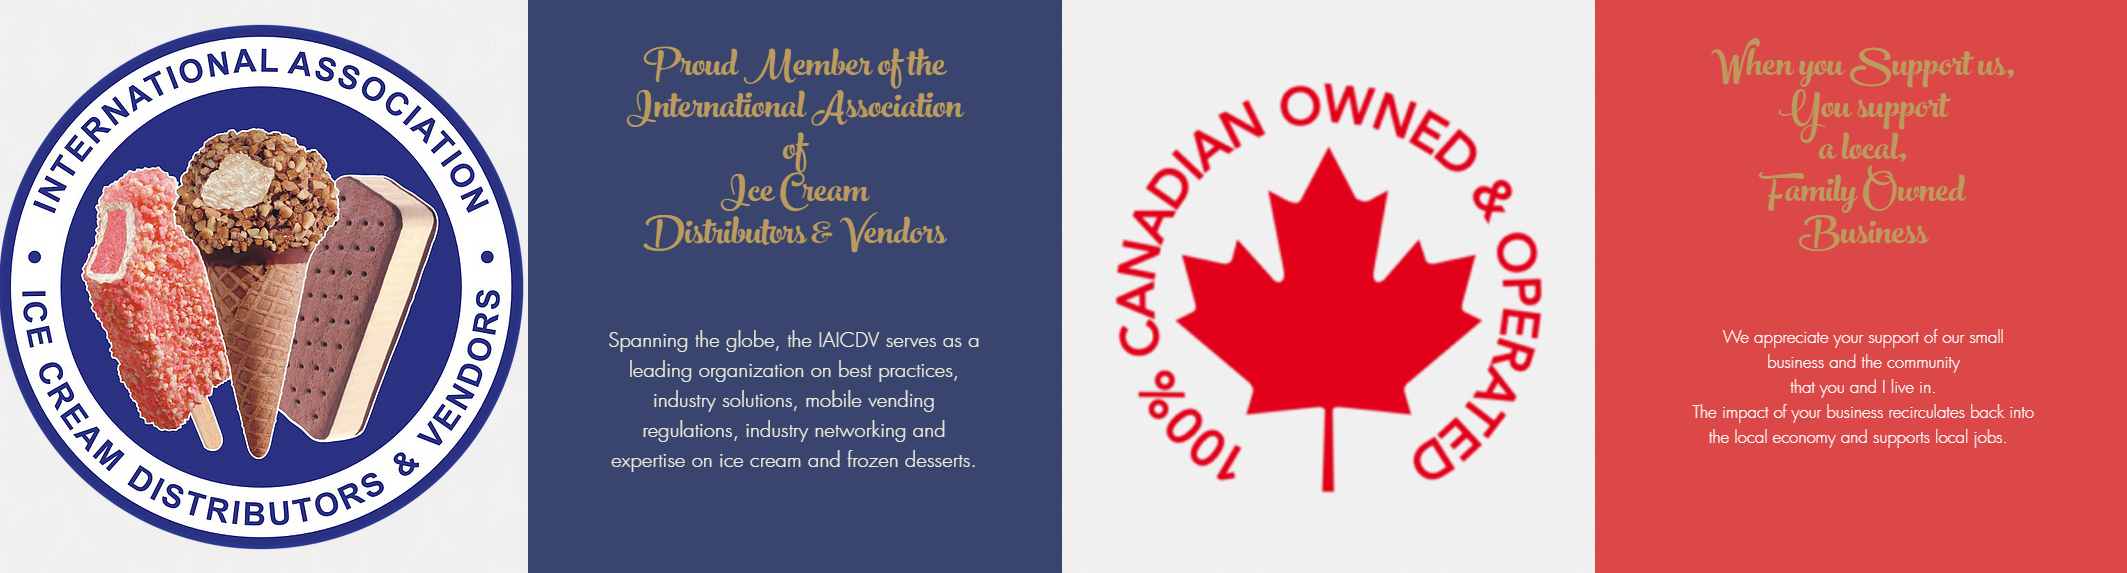 INTERNATIONAL ASSOCIATION
• ICE CREAM DISTRIBUTORS & VENDORS •
Proud Member of the
International Association
of
Ice Cream
Distributors & Vendors
Spanning the globe, the IAICDV serves as a
leading organization on best practices,
industry solutions, mobile vending
regulations, industry networking and
expertise on ice cream and frozen desserts.
100% CANADIAN OWNED & OPERATED
When you Support us,
You support
a local,
Family Owned
Business
We appreciate your support of our small
business and the community
that you and I live in.
The impact of your business recirculates back into
the local economy and supports local jobs.